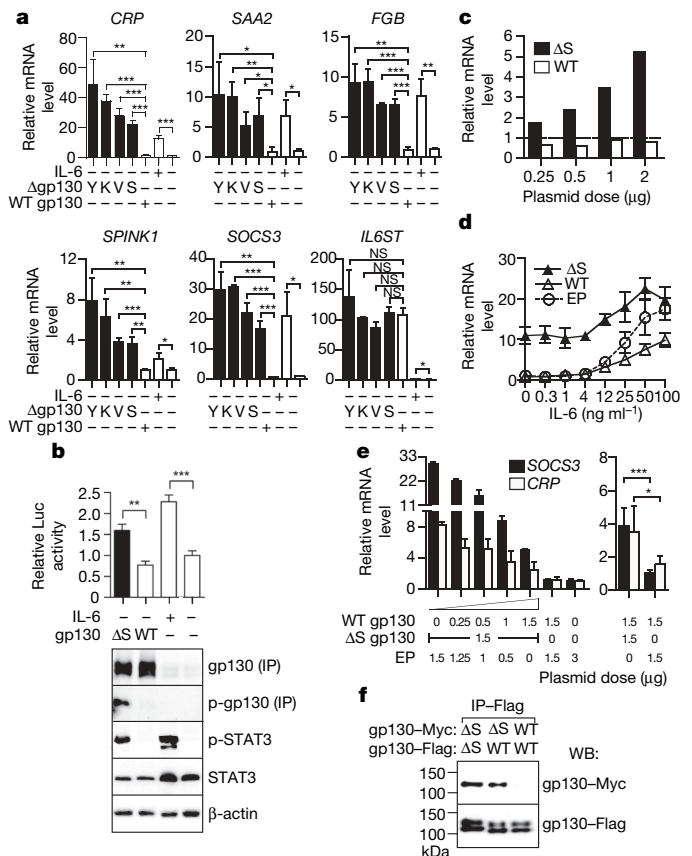 a
CRP
SAA2
FGB
Relative mRNA level
80
60
40
20
0
**
***
***
***
***
20
15
10
5
0
*
**
*
*
*
15
10
5
0
**
***
***
***
**
IL-6 – – – – – + –
– – – – – + –
– – – – – + –
Δgp130 Y K V S – – –
Y K V S – – –
Y K V S – – –
WT gp130 – – – – + – –
– – – – + – –
– – – – + – –
SPINK1
SOCS3
IL6ST
Relative mRNA level
12
8
4
0
**
**
***
**
*
40
30
20
10
0
**
***
***
***
*
200
150
100
50
0
NS
NS
NS
NS
*
IL-6 – – – – – + –
– – – – – + –
– – – – – + –
Δgp130 Y K V S – – –
Y K V S – – –
Y K V S – – –
WT gp130 – – – – + – –
– – – – + – –
– – – – + – –
b
Relative Luc activity
2.5
2.0
1.5
1.0
0.5
0
**
***
IL-6 – – + –
gp130 ΔS WT – –
gp130 (IP)
p-gp130 (IP)
p-STAT3
STAT3
β-actin
c
Relative mRNA level
6
5
4
3
2
1
0
ΔS
WT
0.25 0.5 1 2
Plasmid dose (μg)
d
Relative mRNA level
30
20
10
0
ΔS
WT
EP
0 0.3 1 4 12 25 50 100
IL-6 (ng ml–1)
e
Relative mRNA level
33
22
11
8
4
0
SOCS3
CRP
8
6
4
2
0
***
*
WT gp130 0 0.25 0.5 1 1.5 1.5 0
1.5 1.5
ΔS gp130 1.5 0 0
1.5 0
EP 1.5 1.25 1 0.5 0 1.5 3
0 1.5
Plasmid dose (μg)
f
IP–Flag
gp130–Myc: ΔS ΔS WT
gp130–Flag: ΔS WT WT
WB:
150
100
gp130–Myc
150
100
gp130–Flag
kDa